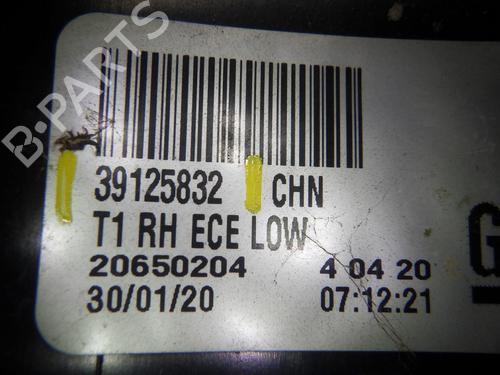 B-PARTS
39125832 CHN
T1 RH ECE LOW
20650204 4 04 20
30/01/20 07:12:21
G